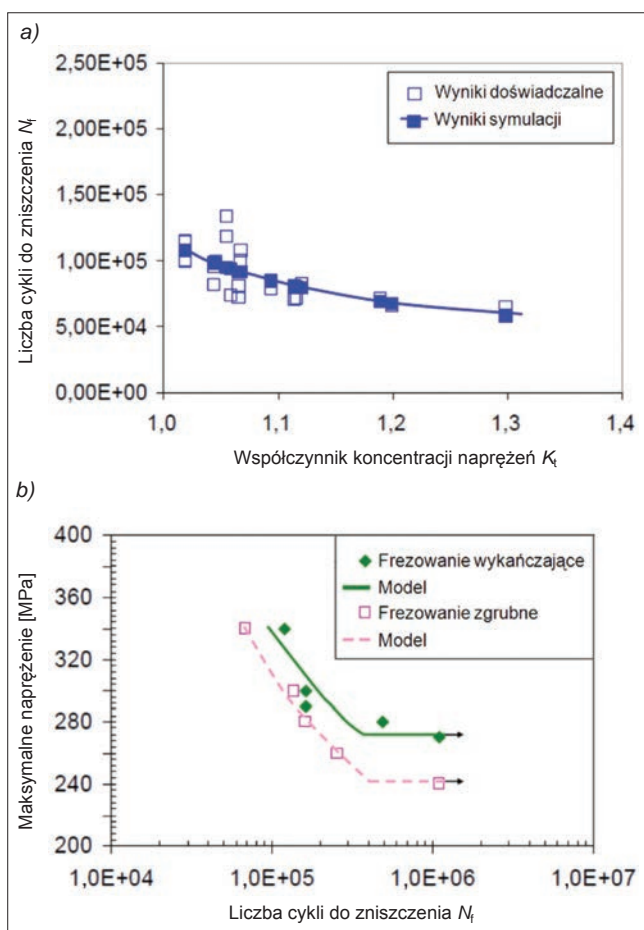 a)
2,50E+05
2,00E+05
1,50E+05
1,00E+05
5,00E+04
0,00E+00
Liczba cykli do zniszczenia Nf
Wyniki doświadczalne
Wyniki symulacji
1,0 1,1 1,2 1,3 1,4
Współczynnik koncentracji naprężeń Kt
b)
400
360
320
280
240
200
Maksymalne naprężenie [MPa]
Frezowanie wykańczające
Model
Frezowanie zgrubne
Model
1,0E+04 1,0E+05 1,0E+06 1,0E+07
Liczba cykli do zniszczenia Nf